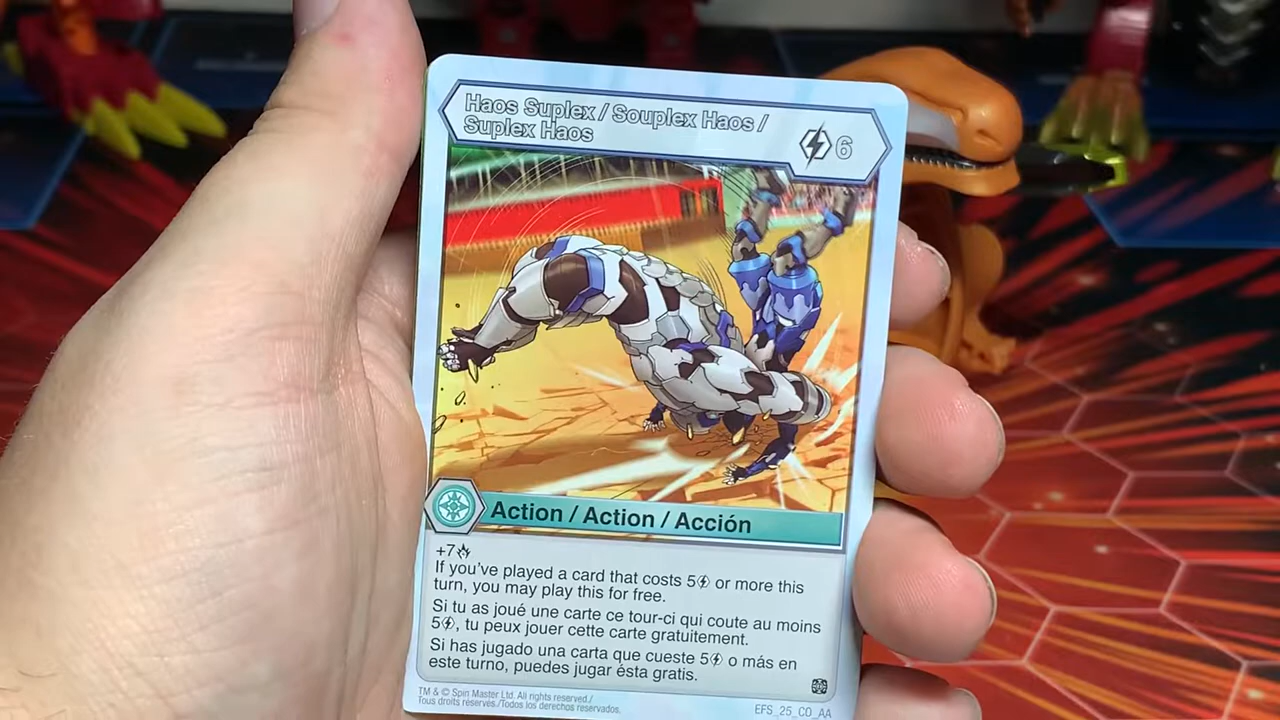 Haos Suplex / Souplex Haos /
Suplex Haos
6
Action / Action / Acción
+7
If you've played a card that costs 5 or more this
turn, you may play this for free.
Si tu as joué une carte ce tour-ci qui coute au moins
5, tu peux jouer cette carte gratuitement.
Si has jugado una carta que cueste 5 o más en
este turno, puedes jugar ésta gratis.
TM & © Spin Master Ltd. All rights reserved./
Tous droits réservés./Todos los derechos reservados.
EFS_25_CO_AA